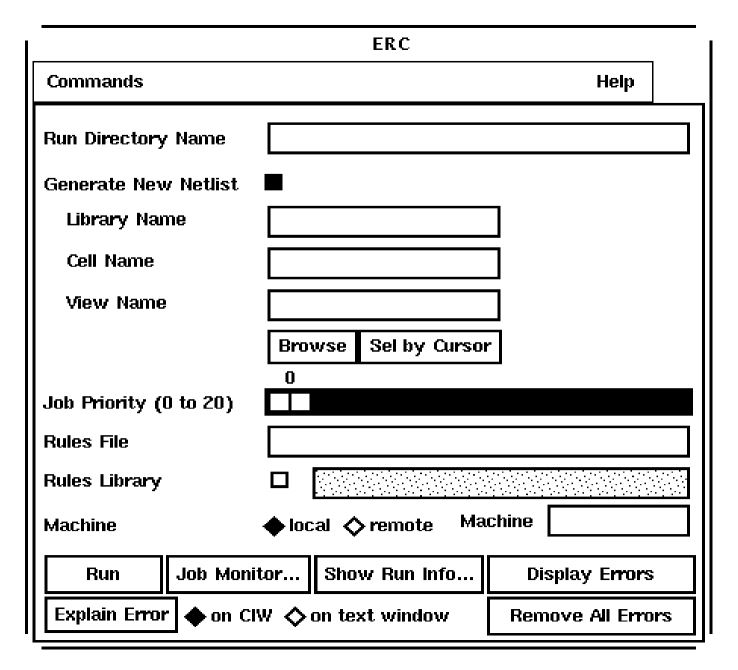 ERC
Commands Help
Run Directory Name
Generate New Netlist
Library Name
Cell Name
View Name
Browse Sel by Cursor
0
Job Priority (0 to 20)
Rules File
Rules Library
Machine local remote Machine
Run Job Monitor... Show Run Info... Display Errors
Explain Error on CIW on text window Remove All Errors